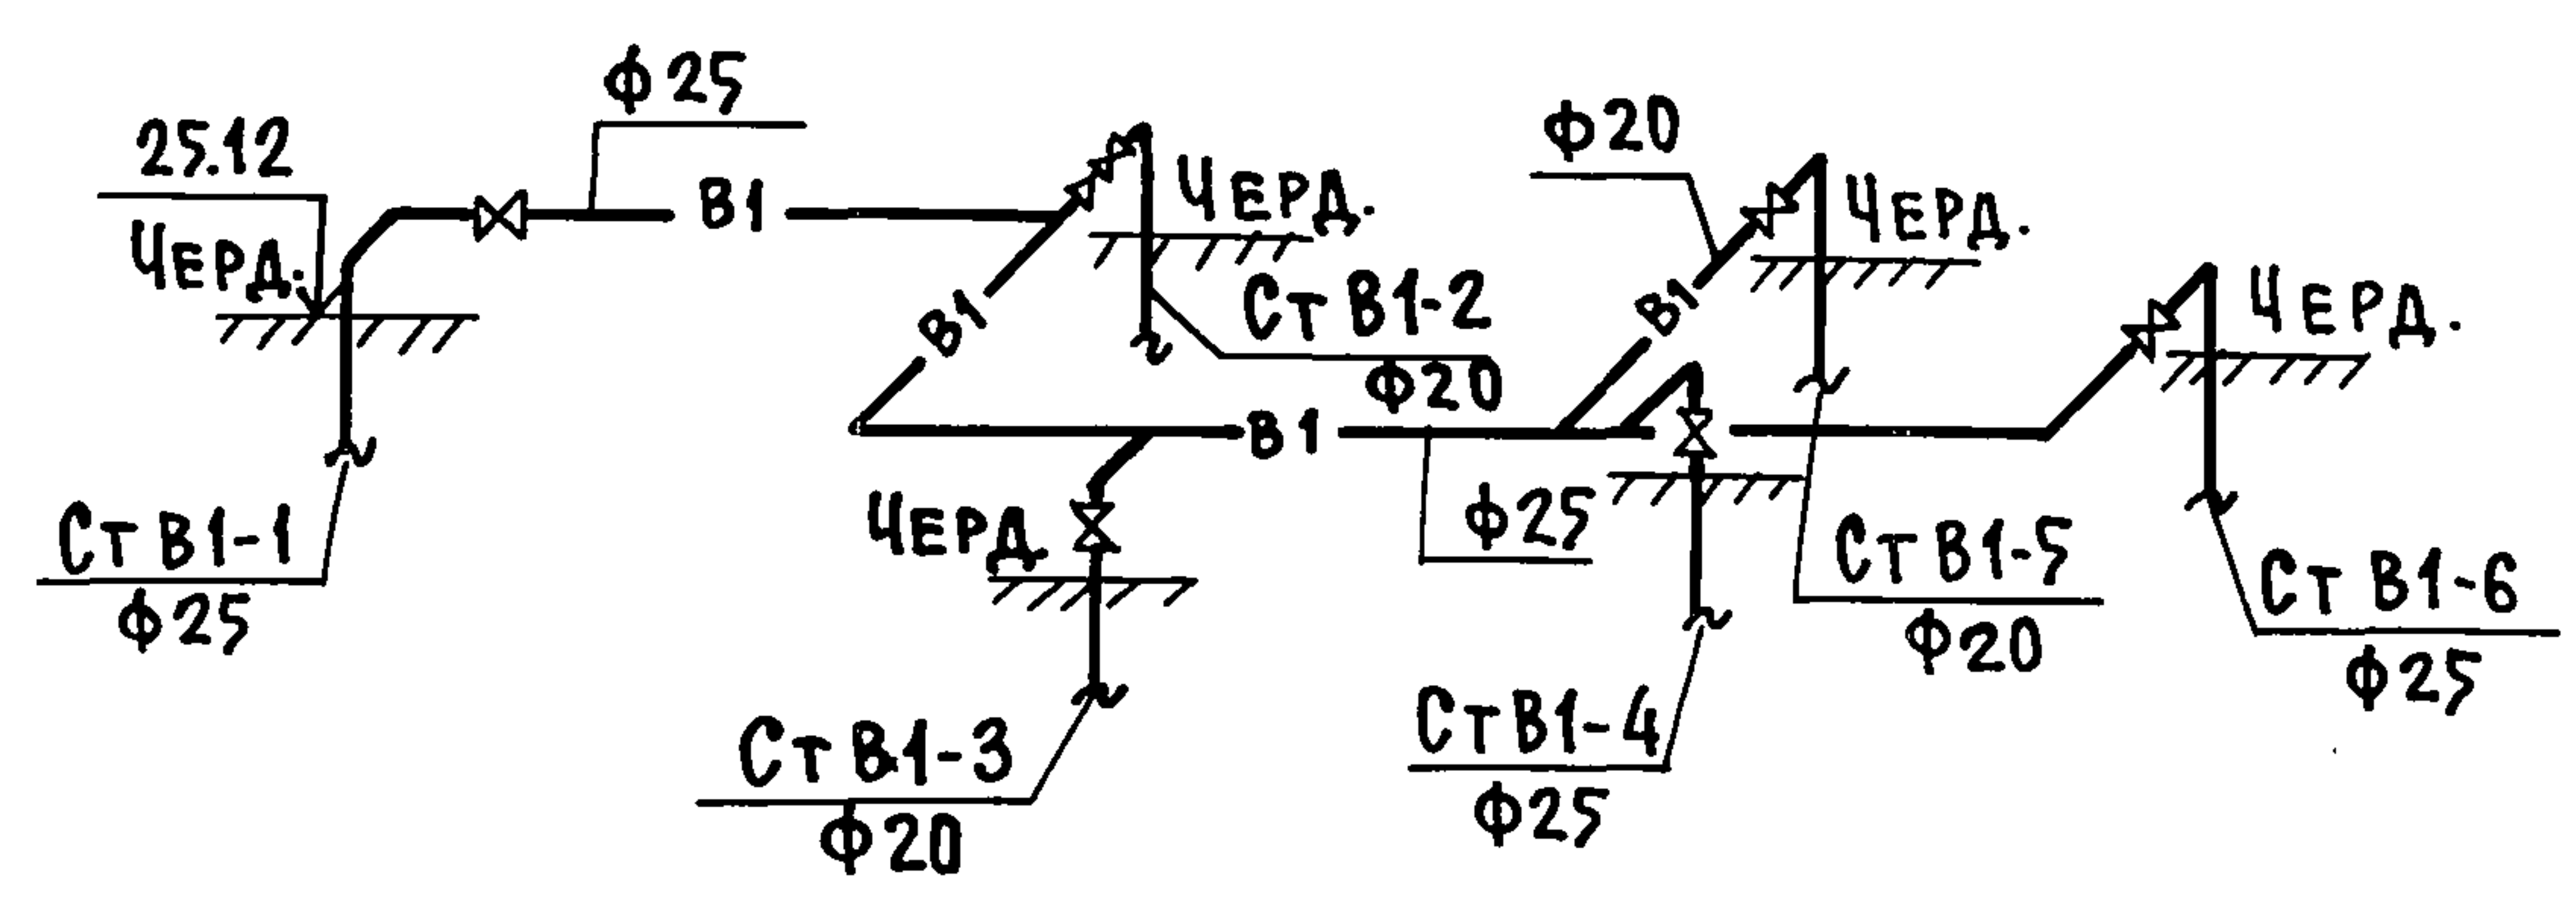 25.12
Черд.
ф25
В1
Черд.
Ст В1-2
ф20
В1
ф20
В1
Черд.
Черд.
Ст В1-1
ф25
Черд.
В1
ф25
Ст В1-3
ф20
Ст В1-4
ф25
Ст В1-5
ф20
Ст В1-6
ф25